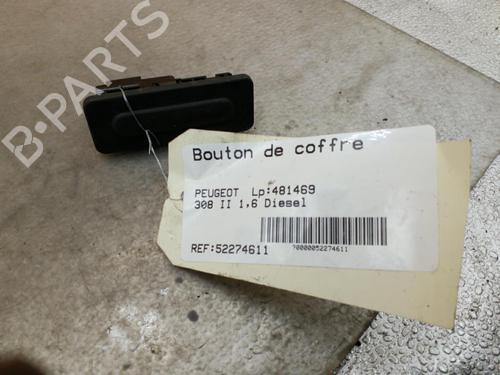 B-PARTS
Bouton de coffre
PEUGEOT Lp:481469
308 II 1,6 Diesel
REF:52274611
?0000052274611